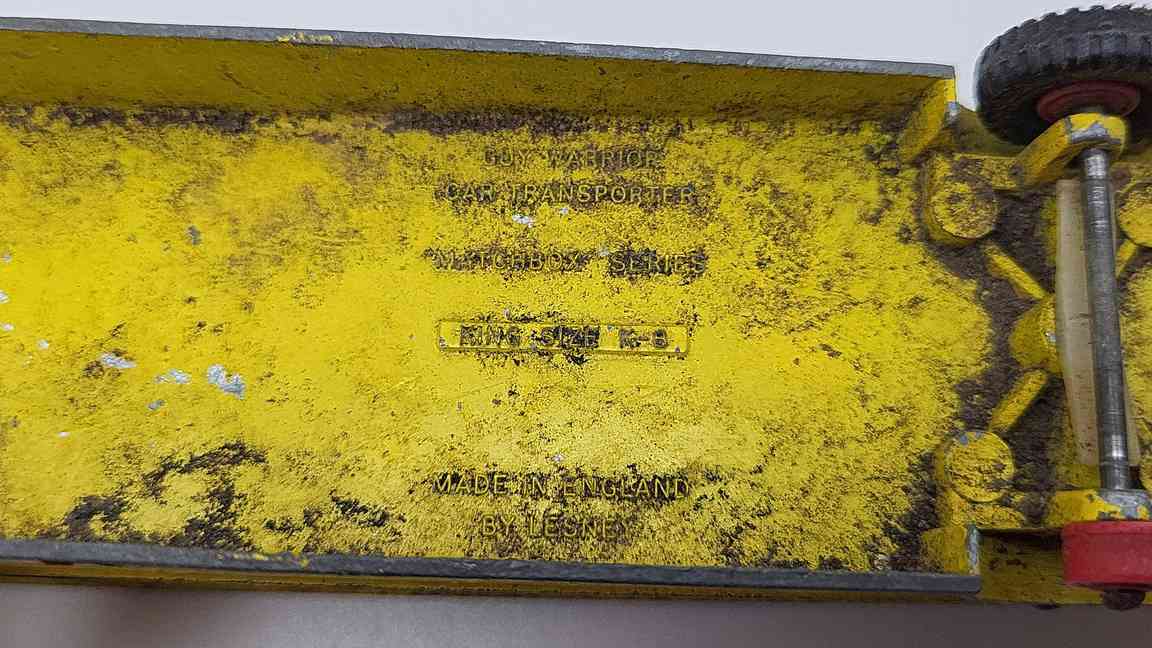 GUY WARRIOR
CAR TRANSPORTER
"MATCHBOX" SERIES
KING SIZE K-8
MADE IN ENGLAND
BY LESNEY